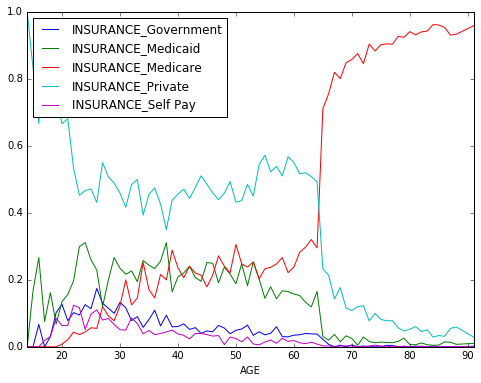 1.0
0.8
0.6
0.4
0.2
0.0
INSURANCE_Government
INSURANCE_Medicaid
INSURANCE_Medicare
INSURANCE_Private
INSURANCE_Self Pay
20 30 40 50 60 70 80 90
AGE